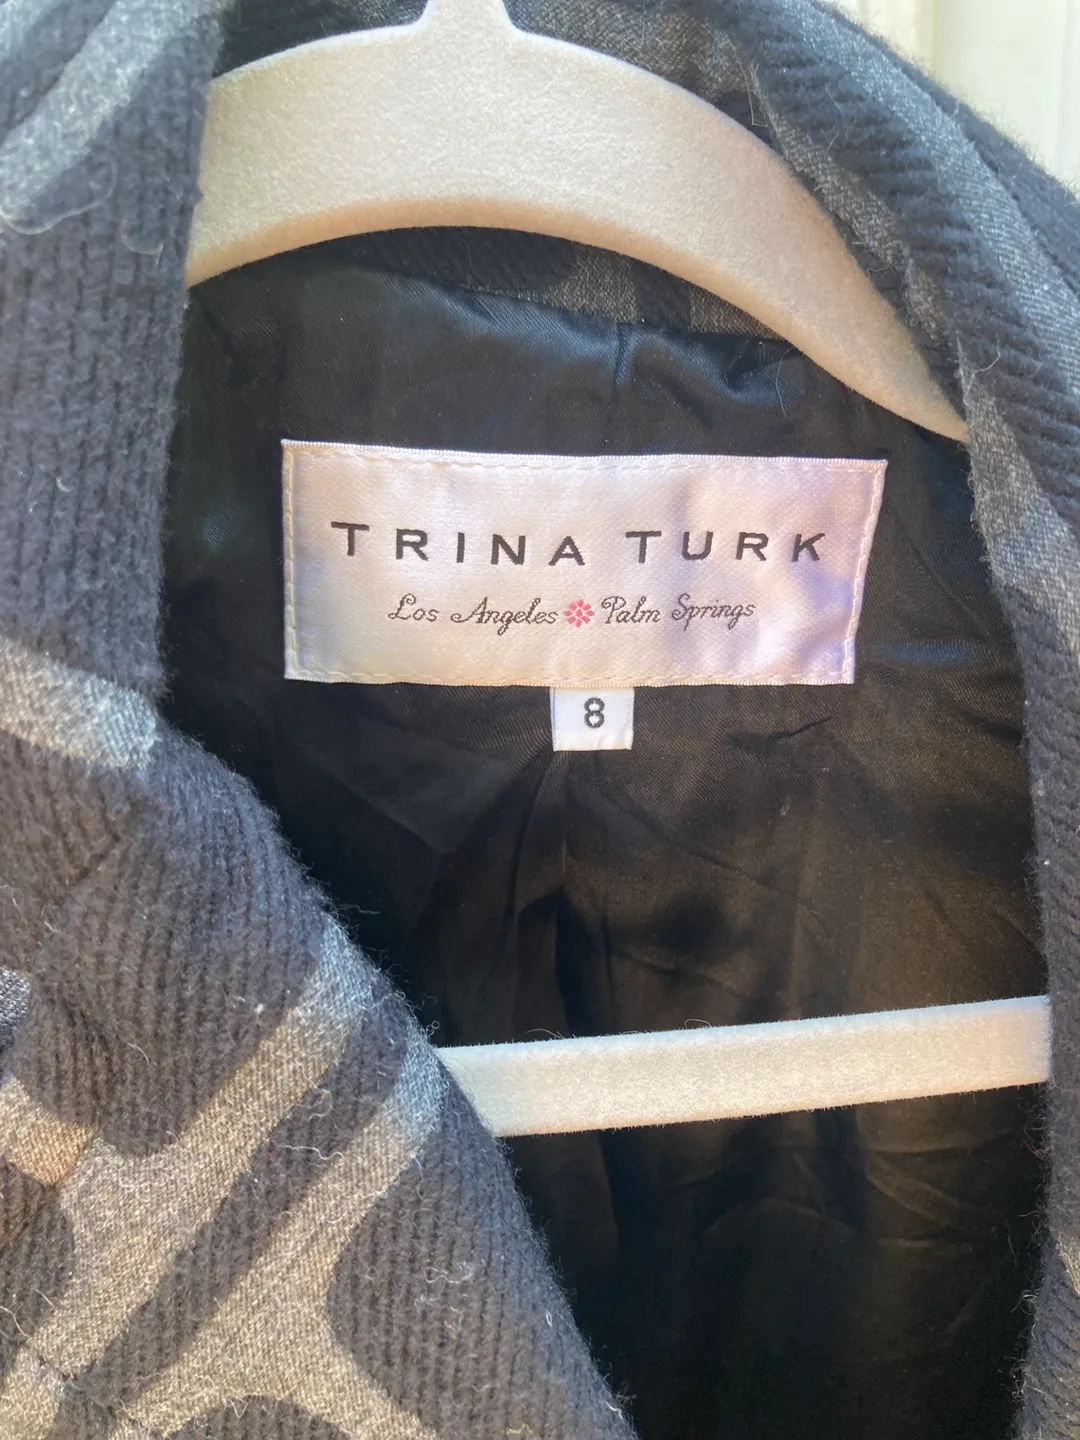 TRINA TURK
Los Angeles Palm Springs
8